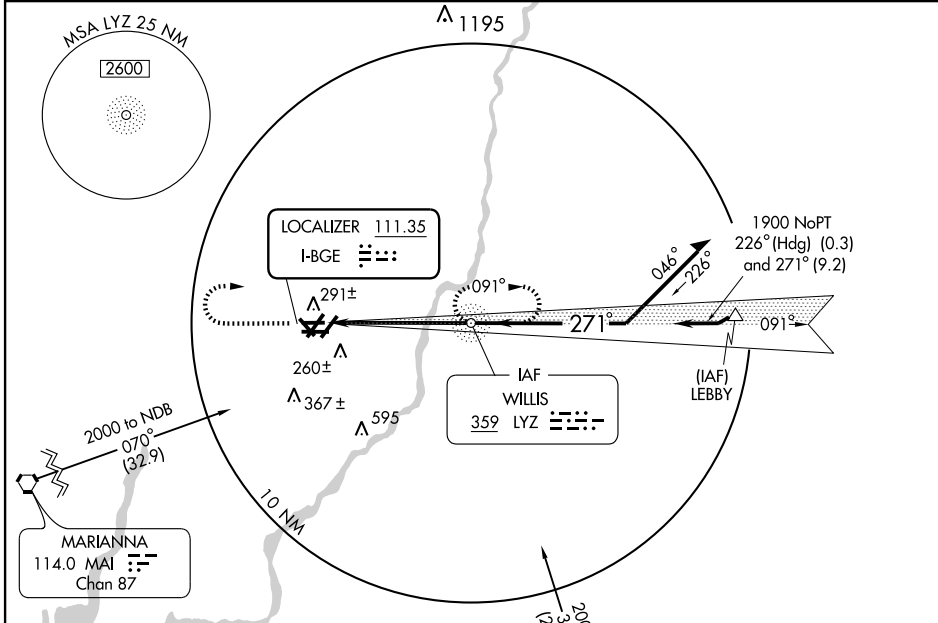 MSA LYZ 25 NM
2600
1195
LOCALIZER 111.35
I-BGE
1900 NoPT
226° (Hdg) (0.3)
and 271° (9.2)
046°
226°
091°
291±
271°
091°
260±
(IAF)
LEBBY
IAF
WILLIS
359 LYZ
367 ±
595
2000 to NDB
070°
(32.9)
10 NM
MARIANNA
114.0 MAI
Chan 87